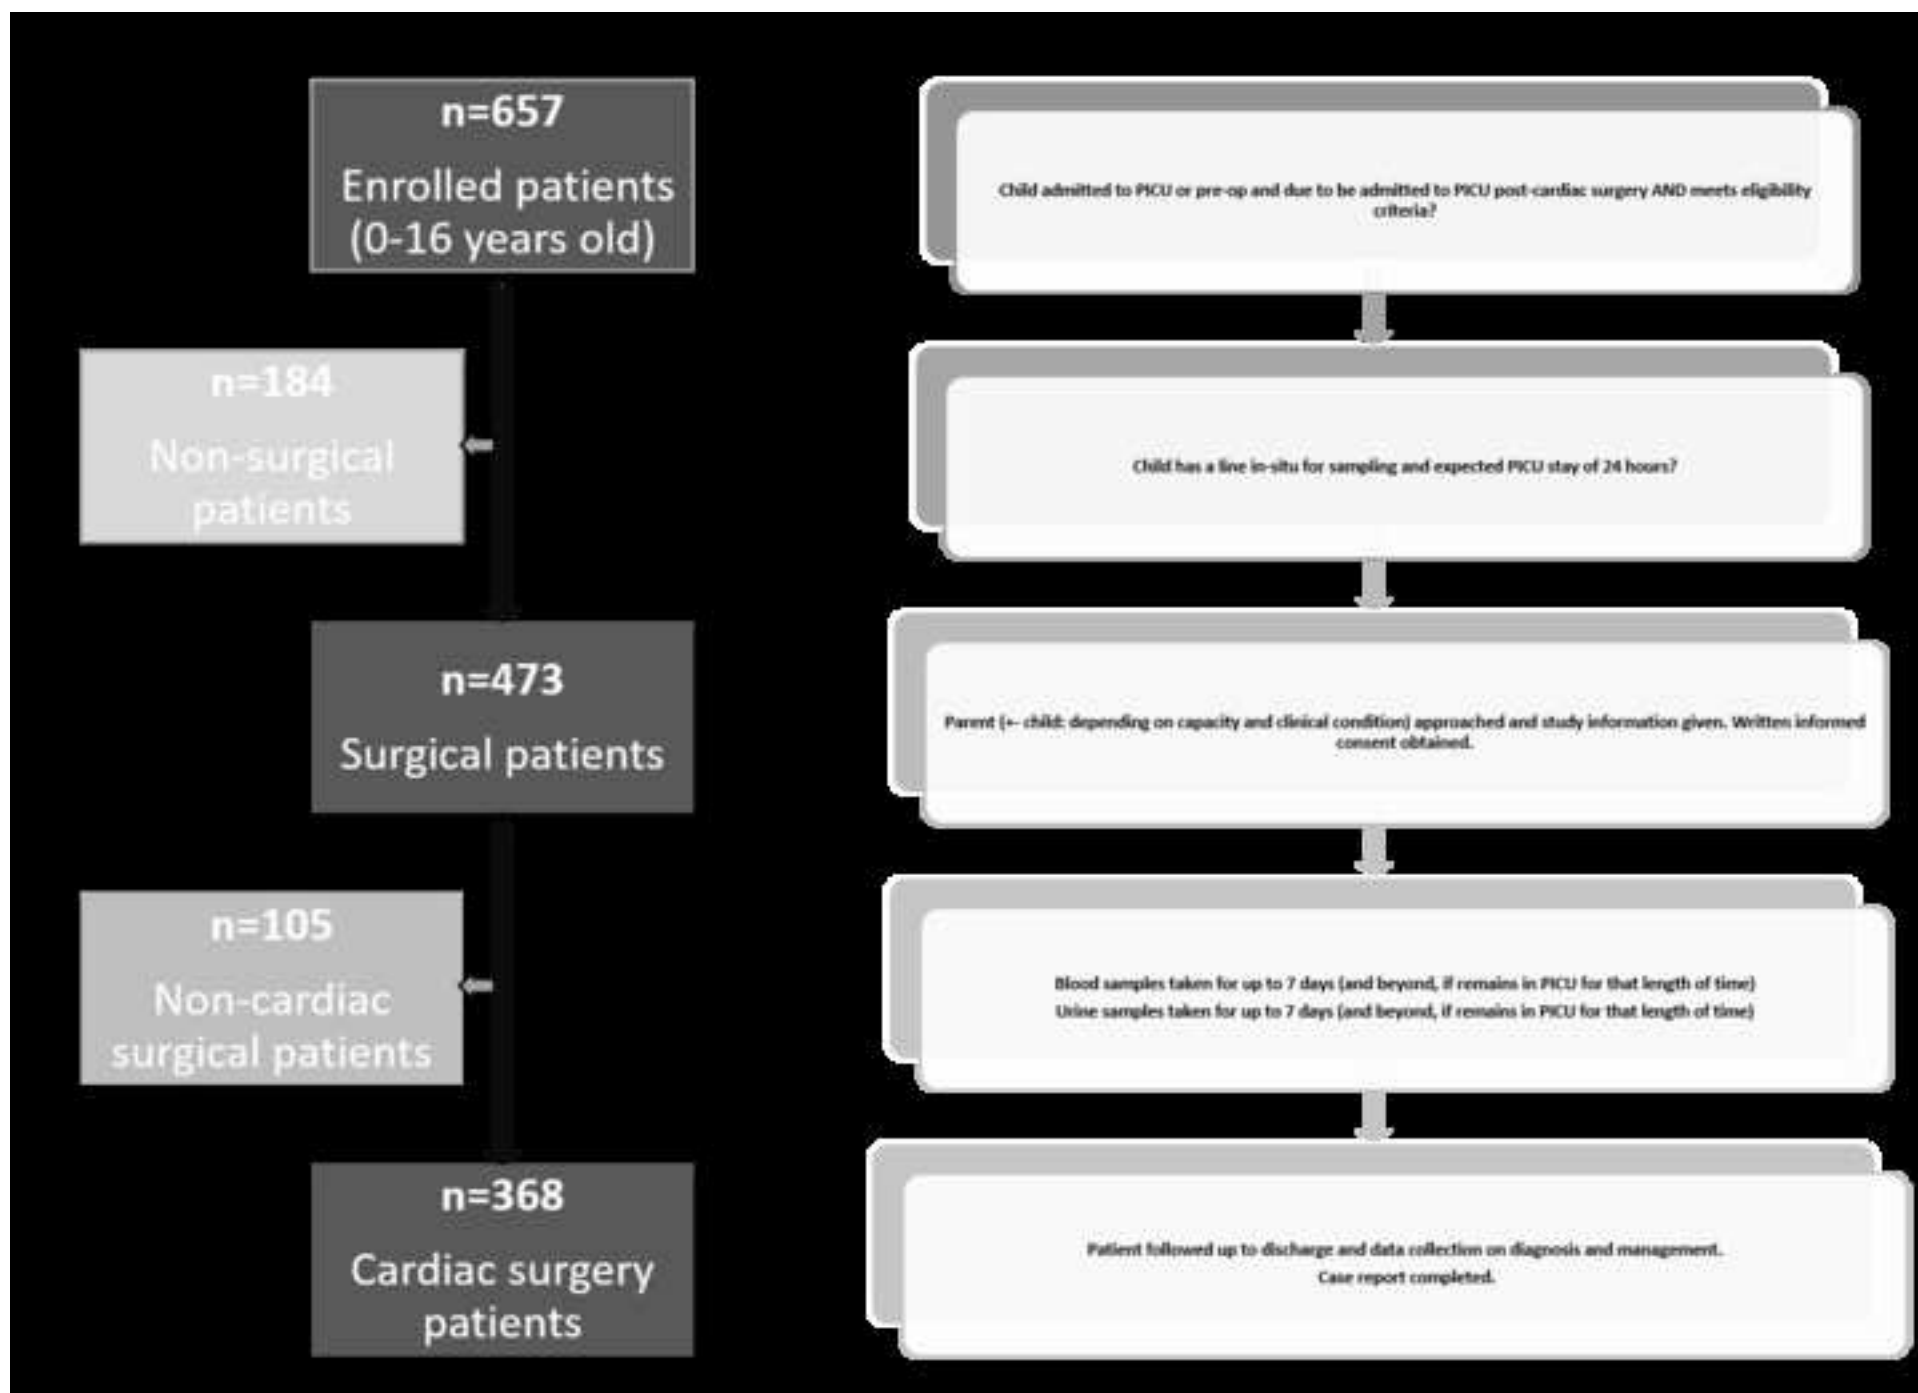 n=657
Enrolled patients
(0-16 years old)
n=184
Non-surgical
patients
n=473
Surgical patients
n=105
Non-cardiac
surgical patients
n=368
Cardiac surgery
patients
Child admitted to PICU or pre-op and due to be admitted to PICU post-cardiac surgery AND meets eligibility
criteria?
Child has a line in-situ for sampling and expected PICU stay of 24 hours?
Parent (+- child: depending on capacity and clinical condition) approached and study information given. Written informed
consent obtained.
Blood samples taken for up to 7 days (and beyond, if remains in PICU for that length of time)
Urine samples taken for up to 7 days (and beyond, if remains in PICU for that length of time)
Patient followed up to discharge and data collection on diagnosis and management.
Case report completed.